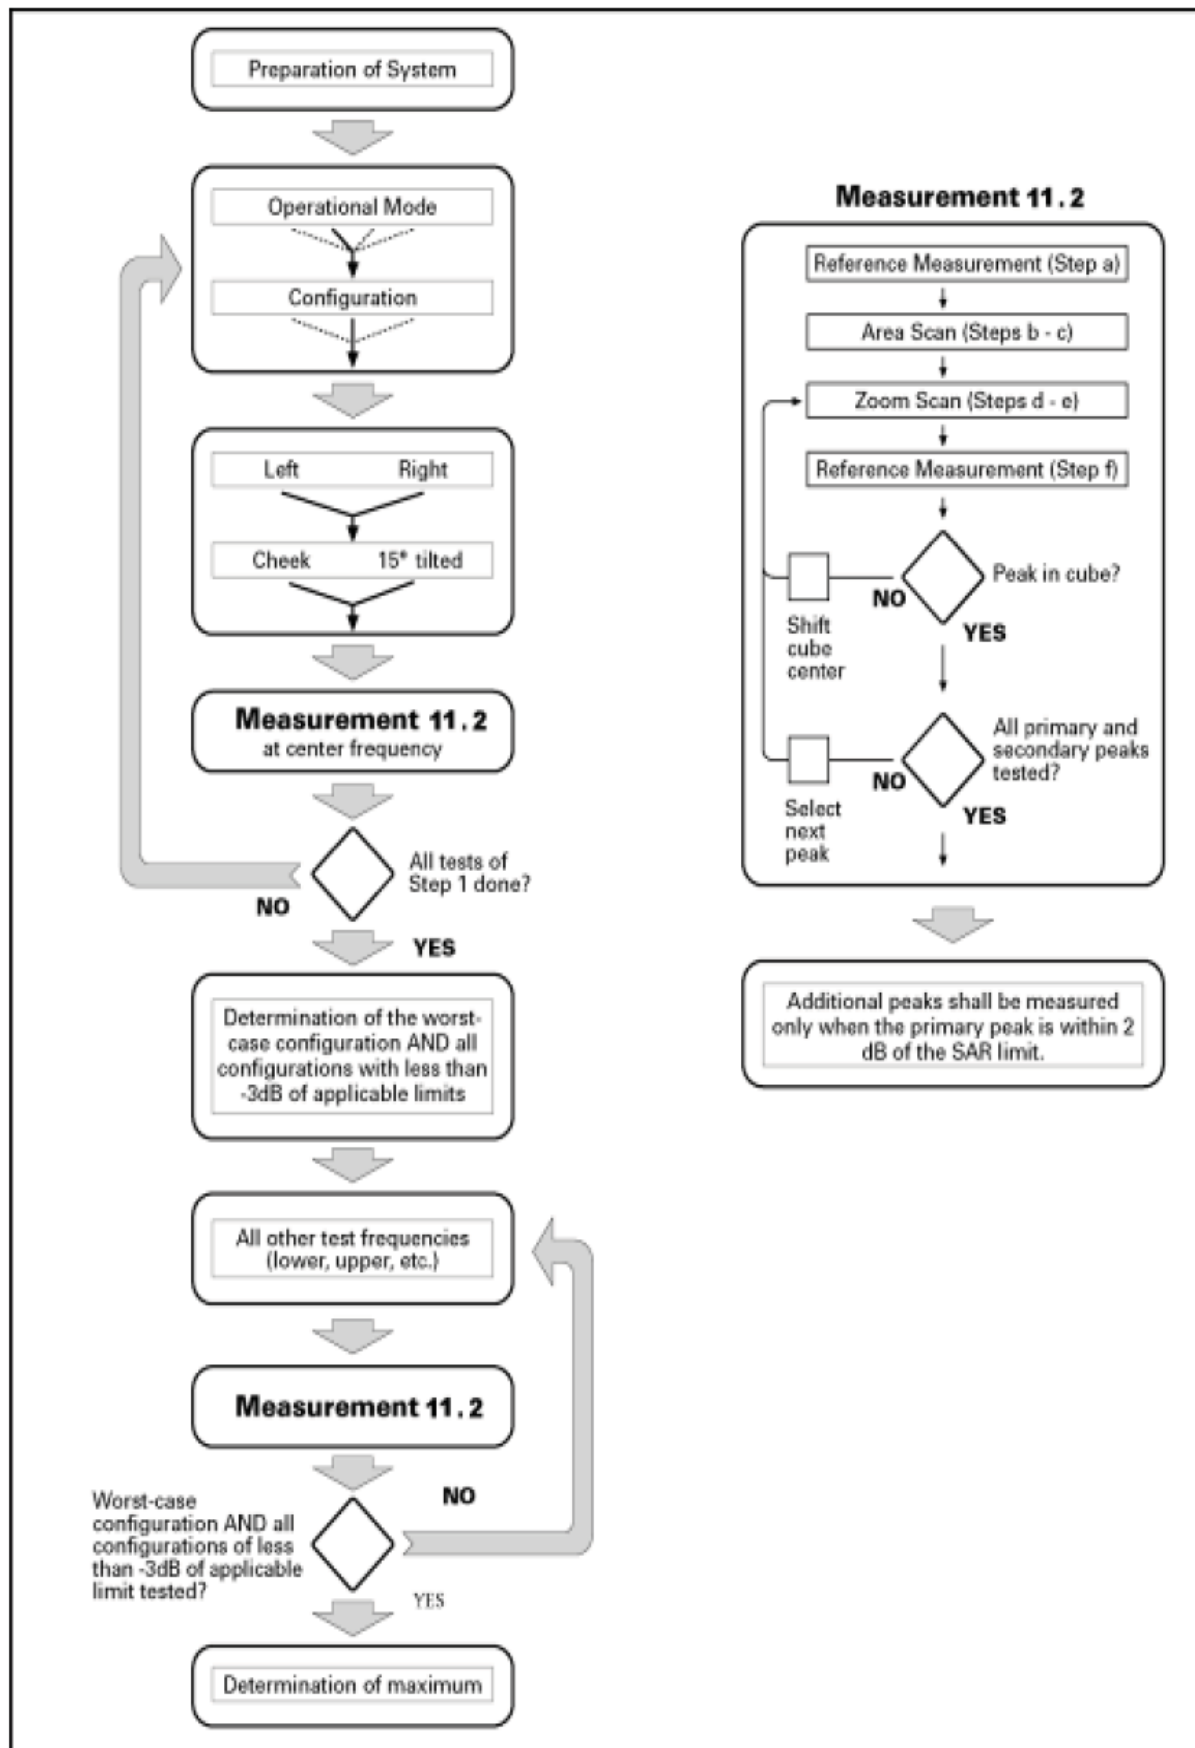 Preparation of System
Operational Mode
Configuration
Left Right
Cheek 15° tilted
Measurement 11.2
at center frequency
All tests of
Step 1 done?
NO
YES
Determination of the worst-
case configuration AND all
configurations with less than
-3dB of applicable limits
All other test frequencies
(lower, upper, etc.)
Measurement 11.2
NO
Worst-case
configuration AND all
configurations of less
than -3dB of applicable
limit tested?
YES
Determination of maximum
Measurement 11.2
Reference Measurement (Step a)
Area Scan (Steps b - c)
Zoom Scan (Steps d - e)
Reference Measurement (Step f)
Peak in cube?
NO
YES
Shift
cube
center
All primary and
secondary peaks
tested?
NO
YES
Select
next
peak
Additional peaks shall be measured
only when the primary peak is within 2
dB of the SAR limit.